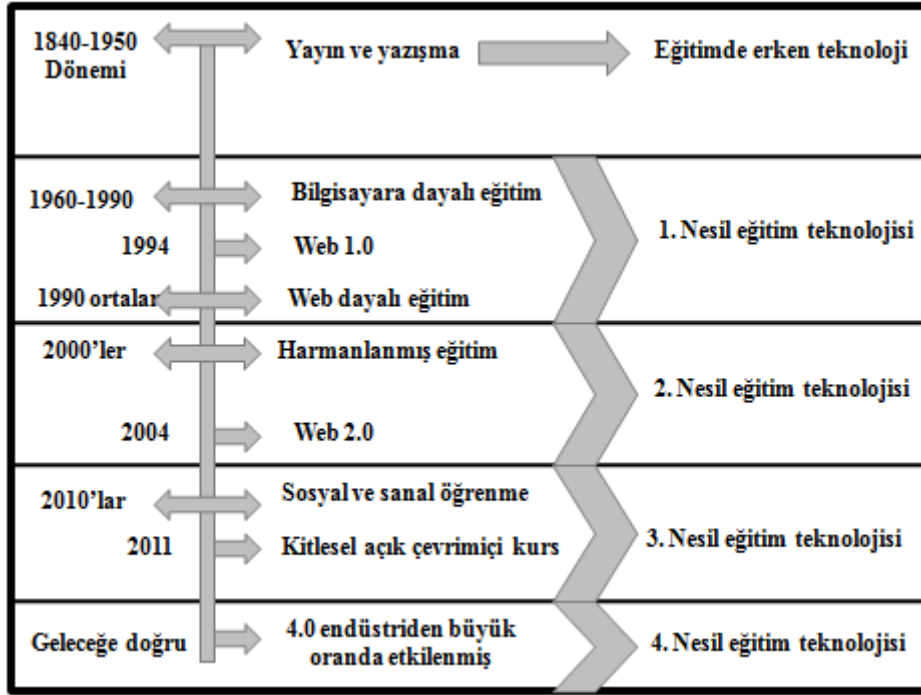 1840-1950
Dönemi
Yayın ve yazışma
Eğitimde erken teknoloji
1960-1990
Bilgisayara dayalı eğitim
1994
Web 1.0
1. Nesil eğitim teknolojisi
1990 ortalar
Web dayalı eğitim
2000’ler
Harmanlanmış eğitim
2. Nesil eğitim teknolojisi
2004
Web 2.0
2010’lar
Sosyal ve sanal öğrenme
2011
Kitlesel açık çevrimiçi kurs
3. Nesil eğitim teknolojisi
Geleceğe doğru
4.0 endüstriden büyük
oranda etkilenmiş
4. Nesil eğitim teknolojisi